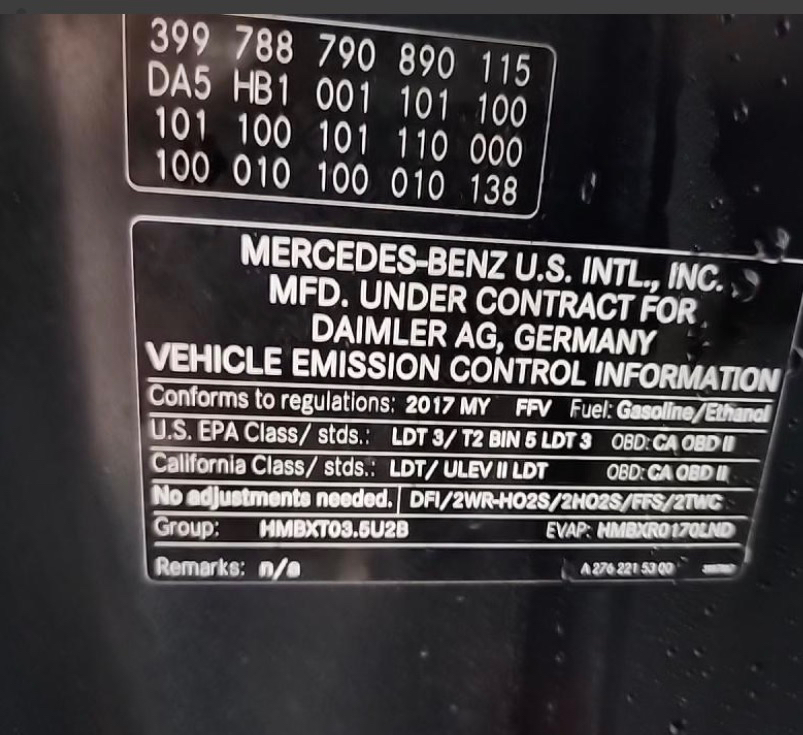 399 788 790 890 115
DA5 HB1 001 101 100
101 100 101 110 000
100 010 100 010 138
MERCEDES-BENZ U.S. INTL., INC.
MFD. UNDER CONTRACT FOR
DAIMLER AG, GERMANY
VEHICLE EMISSION CONTROL INFORMATION
Conforms to regulations: 2017 MY FFV Fuel: Gasoline/Ethanol
U.S. EPA Class/ stds.: LDT 3/ T2 BIN 5 LDT 3 OBD: CA OBD II
California Class/ stds.: LDT/ ULEV II LDT OBD: CA OBD II
No adjustments needed. DFI/2WR-HO2S/2HO2S/FFS/2TWC
Group: HMBXT03.5U2B EVAP: HMBXR0170LND
Remarks: n/a A 276 221 53 00